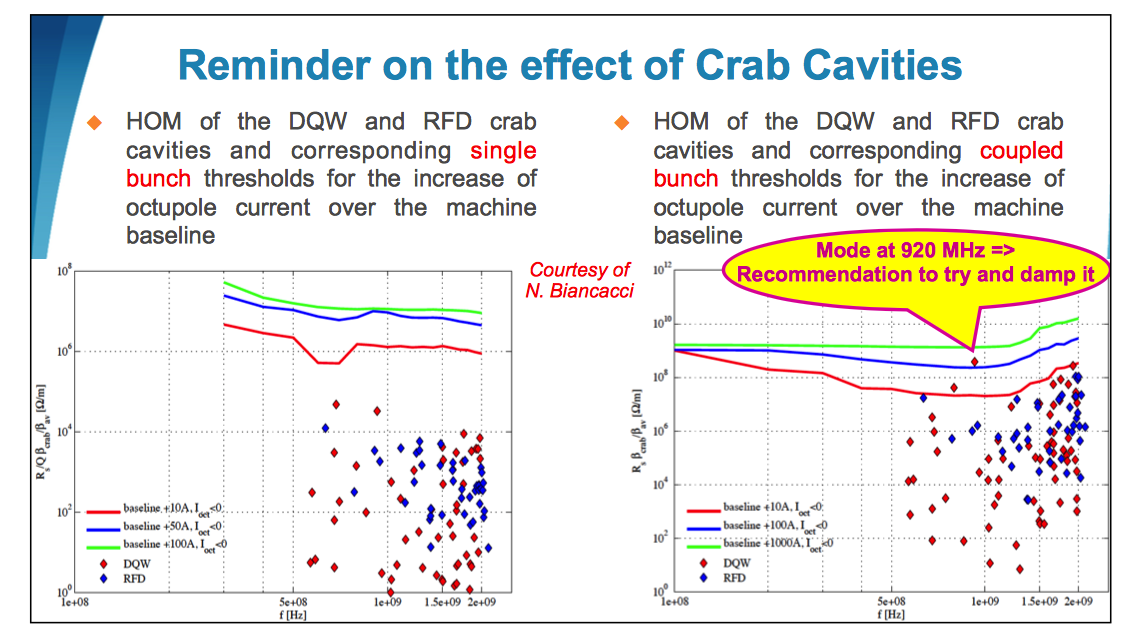 Reminder on the effect of Crab Cavities
HOM of the DQW and RFD crab
cavities and corresponding single
bunch thresholds for the increase of
octupole current over the machine
baseline
HOM of the DQW and RFD crab
cavities and corresponding coupled
bunch thresholds for the increase of
octupole current over the machine
baseline
Mode at 920 MHz =>
Recommendation to try and damp it
Courtesy of
N. Biancacci
10^8
10^6
10^4
10^2
10^0
R_s/Q β_crab/β_av [Ω/m]
baseline +10A, I_oct<0
baseline +50A, I_oct<0
baseline +100A, I_oct<0
DQW
RFD
1e+08 5e+08 1e+09 1.5e+09 2e+09
f [Hz]
10^12
10^10
10^8
10^6
10^4
10^2
10^0
R_s β_crab/β_av [Ω/m]
baseline +10A, I_oct<0
baseline +100A, I_oct<0
baseline +1000A, I_oct<0
DQW
RFD
1e+08 5e+08 1e+09 1.5e+09 2e+09
f [Hz]